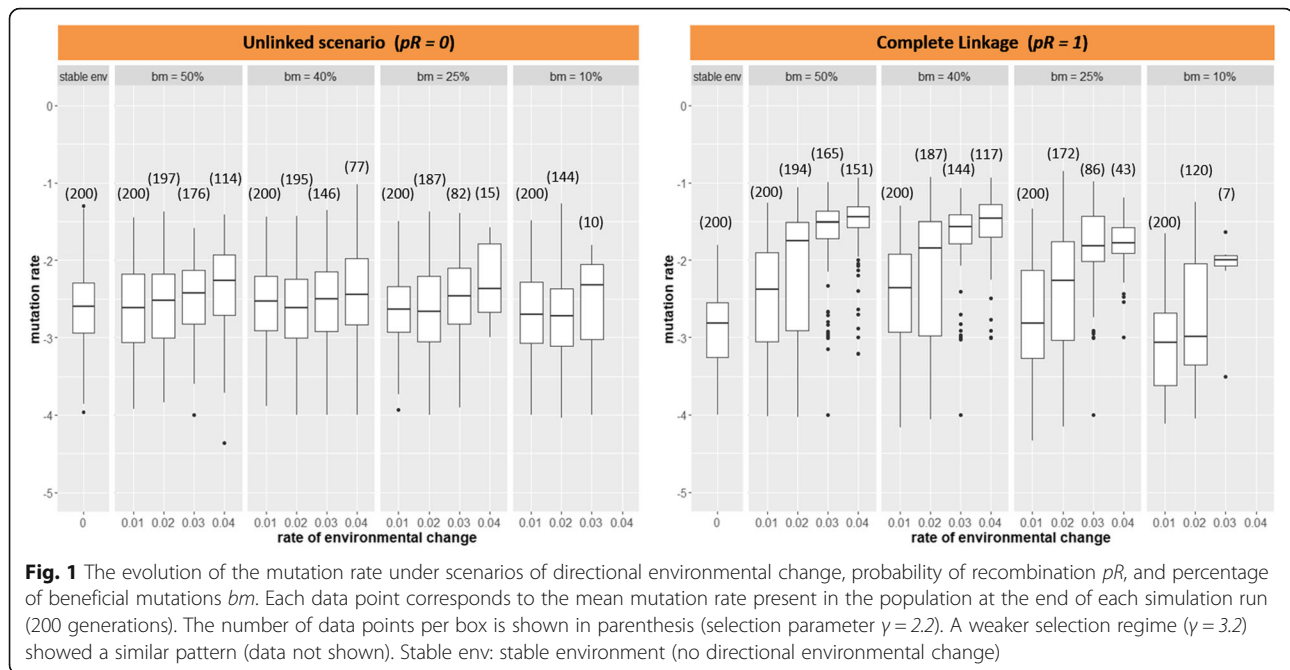 Unlinked scenario (pR = 0)
Complete Linkage (pR = 1)
stable env bm = 50% bm = 40% bm = 25% bm = 10%
stable env bm = 50% bm = 40% bm = 25% bm = 10%
mutation rate
0
-1
-2
-3
-4
-5
(200) (200) (197) (176) (114) (200) (195) (146) (77) (200) (187) (82) (15) (200) (144) (10)
0 0.01 0.02 0.03 0.04 0.01 0.02 0.03 0.04 0.01 0.02 0.03 0.04 0.01 0.02 0.03 0.04
rate of environmental change
mutation rate
0
-1
-2
-3
-4
-5
(200) (200) (194) (165) (151) (200) (187) (144) (117) (200) (172) (86) (43) (200) (120) (7)
0 0.01 0.02 0.03 0.04 0.01 0.02 0.03 0.04 0.01 0.02 0.03 0.04 0.01 0.02 0.03 0.04
rate of environmental change
Fig. 1 The evolution of the mutation rate under scenarios of directional environmental change, probability of recombination pR, and percentage
of beneficial mutations bm. Each data point corresponds to the mean mutation rate present in the population at the end of each simulation run
(200 generations). The number of data points per box is shown in parenthesis (selection parameter γ = 2.2). A weaker selection regime (γ = 3.2)
showed a similar pattern (data not shown). Stable env: stable environment (no directional environmental change)